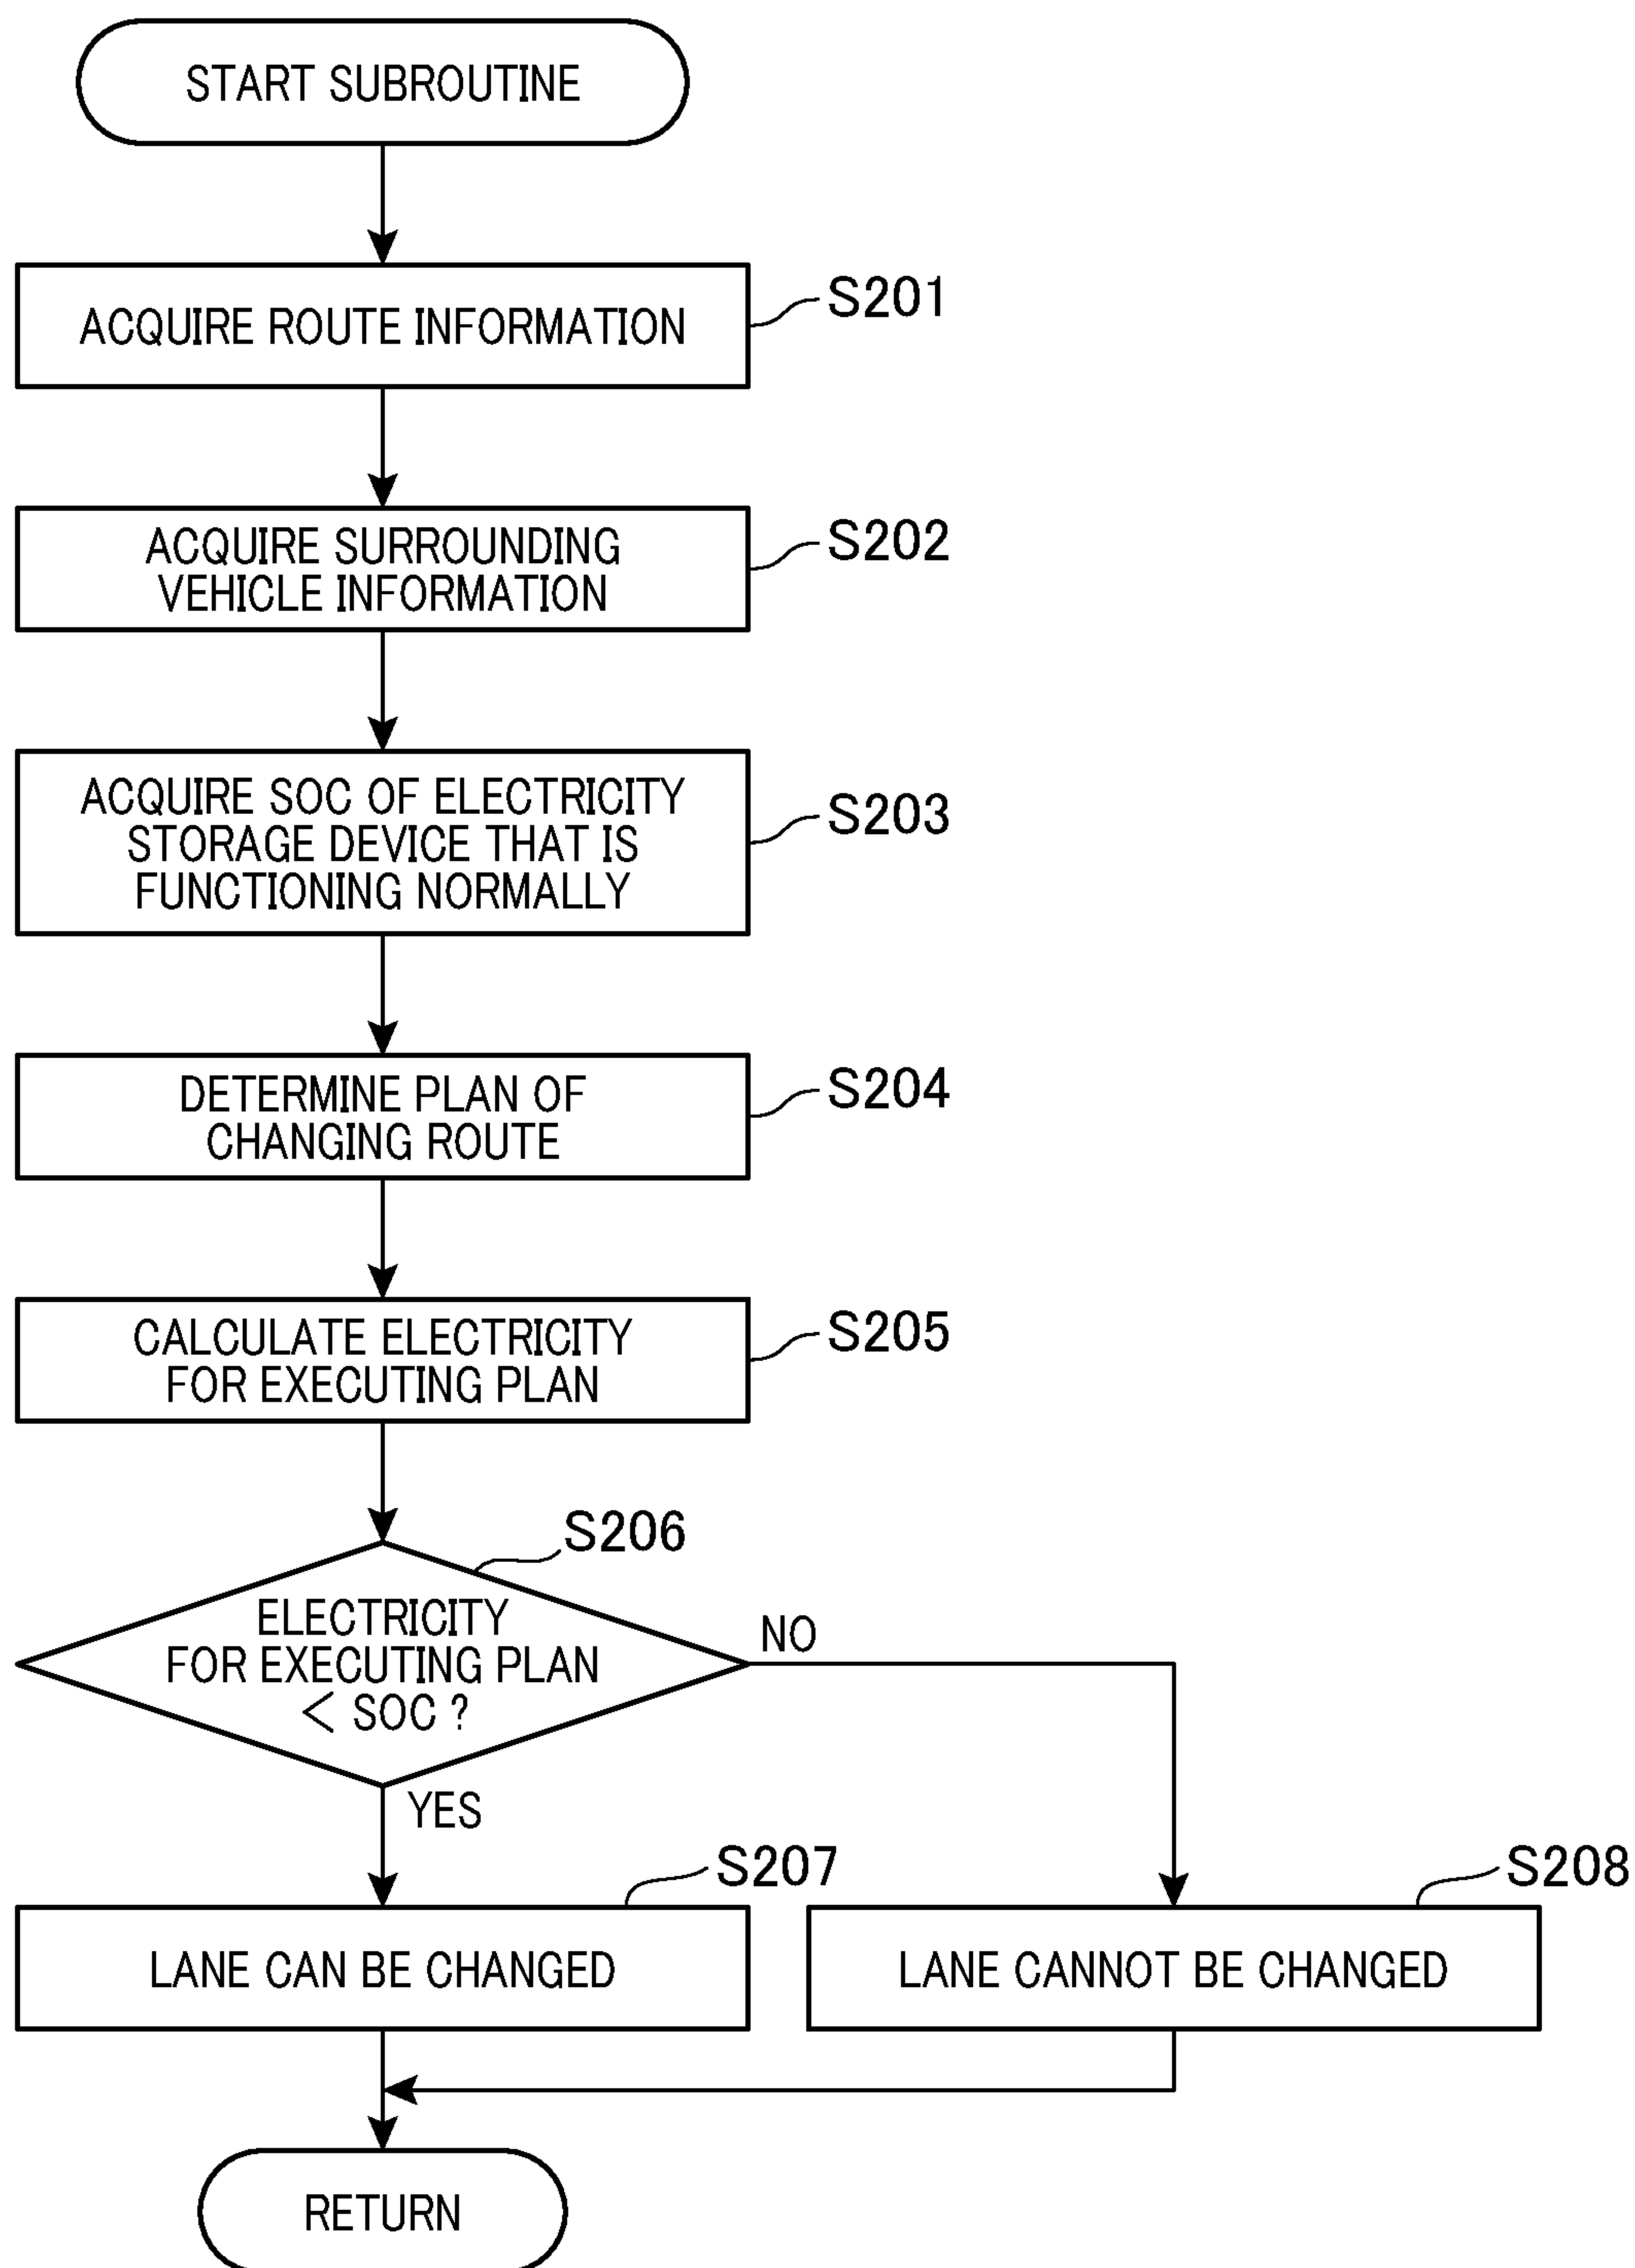 START SUBROUTINE
ACQUIRE ROUTE INFORMATION
S201
ACQUIRE SURROUNDING
VEHICLE INFORMATION
S202
ACQUIRE SOC OF ELECTRICITY
STORAGE DEVICE THAT IS
FUNCTIONING NORMALLY
S203
DETERMINE PLAN OF
CHANGING ROUTE
S204
CALCULATE ELECTRICITY
FOR EXECUTING PLAN
S205
S206
ELECTRICITY
FOR EXECUTING PLAN
< SOC ?
NO
YES
S207
LANE CAN BE CHANGED
S208
LANE CANNOT BE CHANGED
RETURN